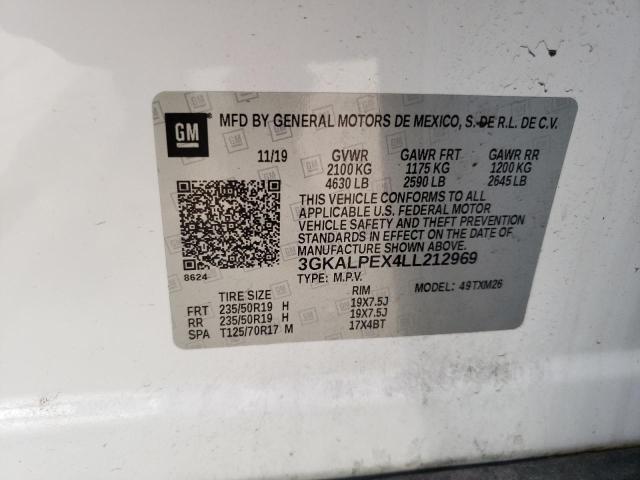 GM MFD BY GENERAL MOTORS DE MEXICO, S. DE R.L. DE C.V.
11/19 GVWR GAWR FRT GAWR RR
2100 KG 1175 KG 1200 KG
4630 LB 2590 LB 2645 LB
THIS VEHICLE CONFORMS TO ALL
APPLICABLE U.S. FEDERAL MOTOR
VEHICLE SAFETY AND THEFT PREVENTION
STANDARDS IN EFFECT ON THE DATE OF
MANUFACTURE SHOWN ABOVE.
3GKALPEX4LL212969
8624 TYPE: M.P.V. MODEL: 49TXM26
TIRE SIZE RIM
FRT 235/50R19 H 19X7.5J
RR 235/50R19 H 19X7.5J
SPA T125/70R17 M 17X4BT